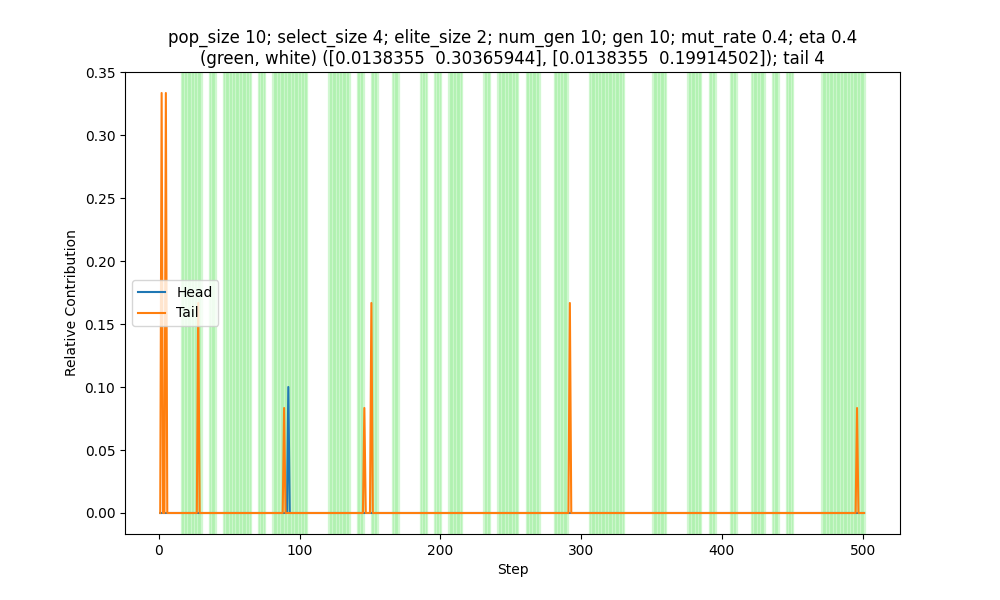 pop_size 10; select_size 4; elite_size 2; num_gen 10; gen 10; mut_rate 0.4; eta 0.4
(green, white) ([0.0138355  0.30365944], [0.0138355  0.19914502]); tail 4
0.35
0.30
0.25
0.20
0.15
0.10
0.05
0.00
Relative Contribution
Head
Tail
0
100
200
300
400
500
Step